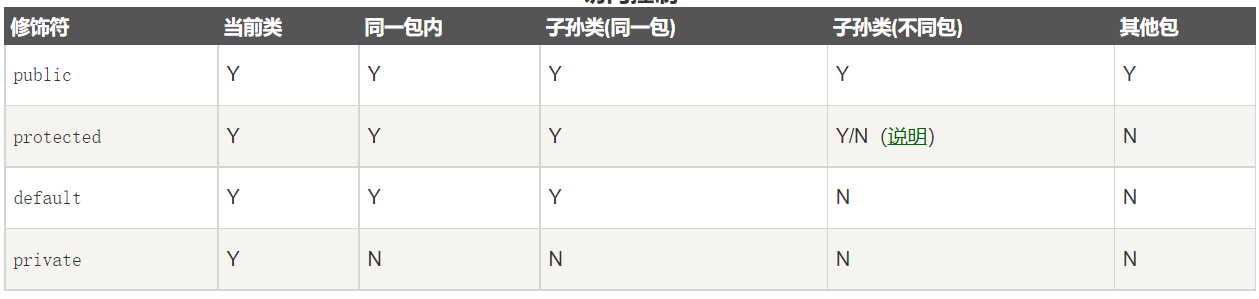 修饰符 当前类 同一包内 子孙类(同一包) 子孙类(不同包) 其他包
public Y Y Y Y Y
protected Y Y Y Y/N（说明） N
default Y Y Y N N
private Y N N N N